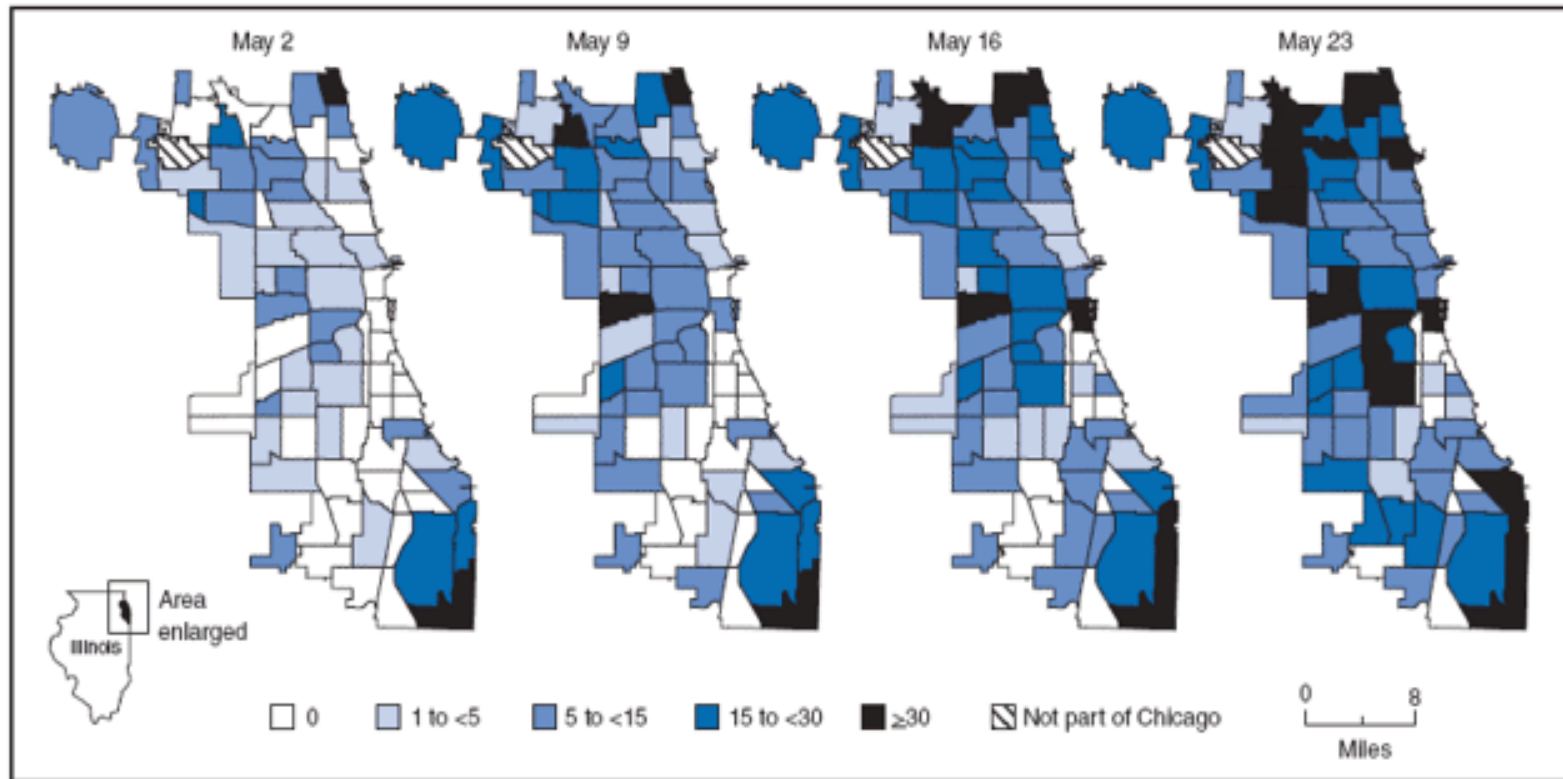 May 2
May 9
May 16
May 23
Area
enlarged
Illinois
0
1 to <5
5 to <15
15 to <30
≥30
Not part of Chicago
0 8
Miles